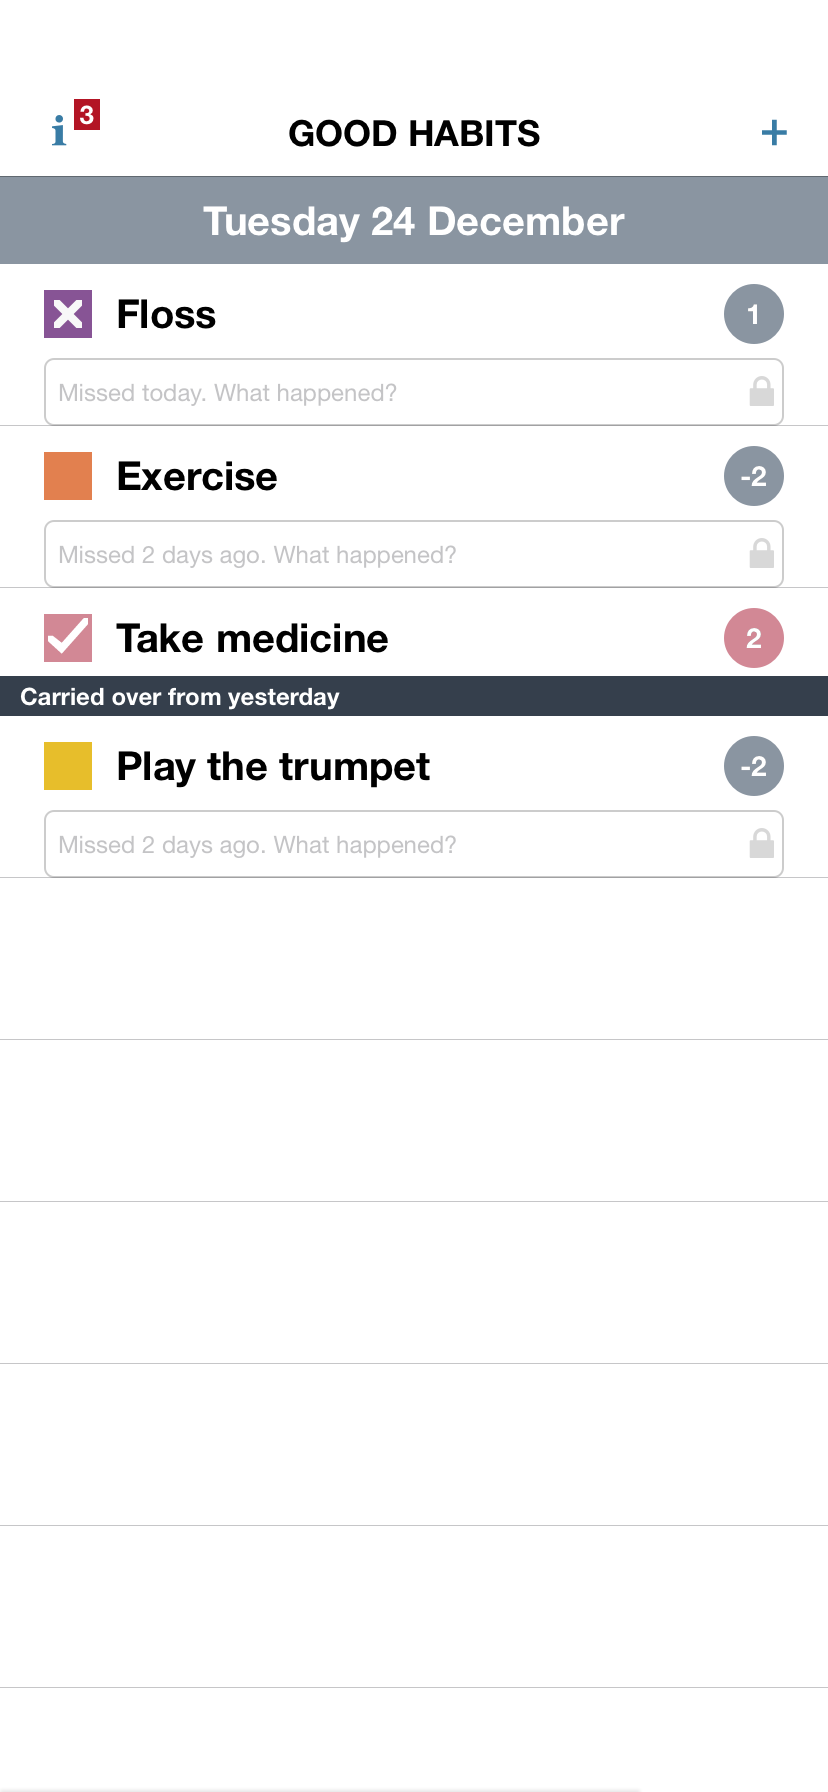 i 3
GOOD HABITS
+
Tuesday 24 December
Floss 1
Missed today. What happened?
Exercise -2
Missed 2 days ago. What happened?
Take medicine 2
Carried over from yesterday
Play the trumpet -2
Missed 2 days ago. What happened?